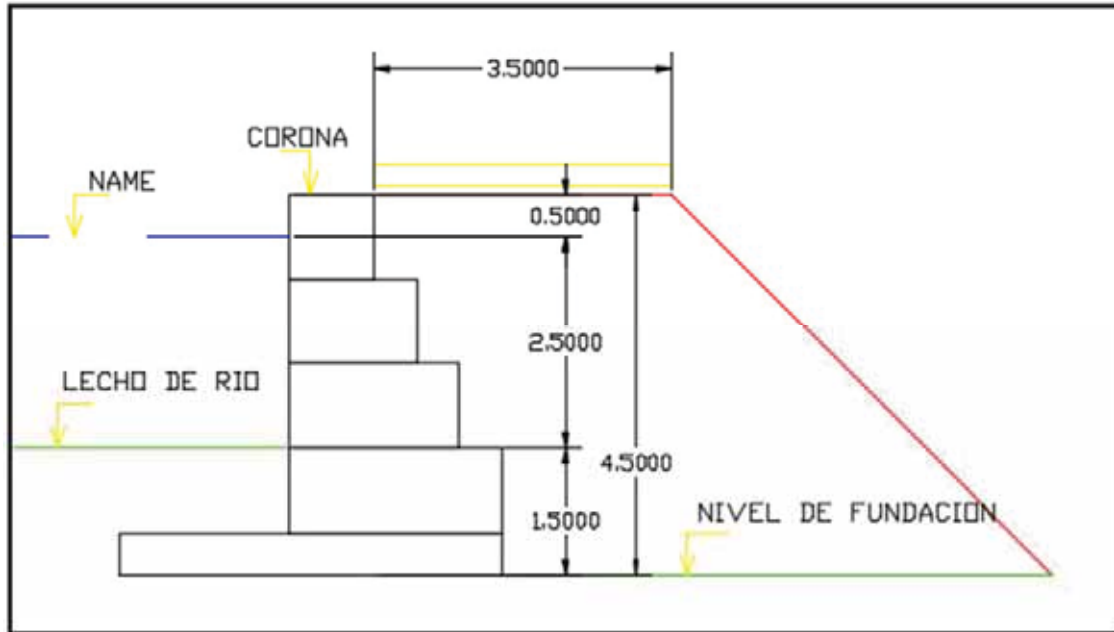 3.5000
CORONA
NAME
0.5000
2.5000
LECHO DE RIO
4.5000
1.5000
NIVEL DE FUNDACION